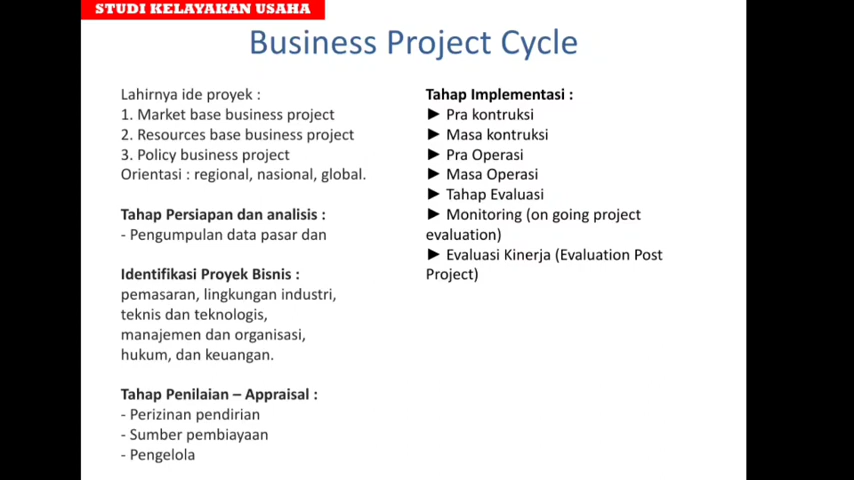 STUDI KELAYAKAN USAHA
Business Project Cycle
Lahirnya ide proyek :
1. Market base business project
2. Resources base business project
3. Policy business project
Orientasi : regional, nasional, global.
Tahap Persiapan dan analisis :
- Pengumpulan data pasar dan
Identifikasi Proyek Bisnis :
pemasaran, lingkungan industri,
teknis dan teknologis,
manajemen dan organisasi,
hukum, dan keuangan.
Tahap Penilaian – Appraisal :
- Perizinan pendirian
- Sumber pembiayaan
- Pengelola
Tahap Implementasi :
► Pra kontruksi
► Masa kontruksi
► Pra Operasi
► Masa Operasi
► Tahap Evaluasi
► Monitoring (on going project
evaluation)
► Evaluasi Kinerja (Evaluation Post
Project)